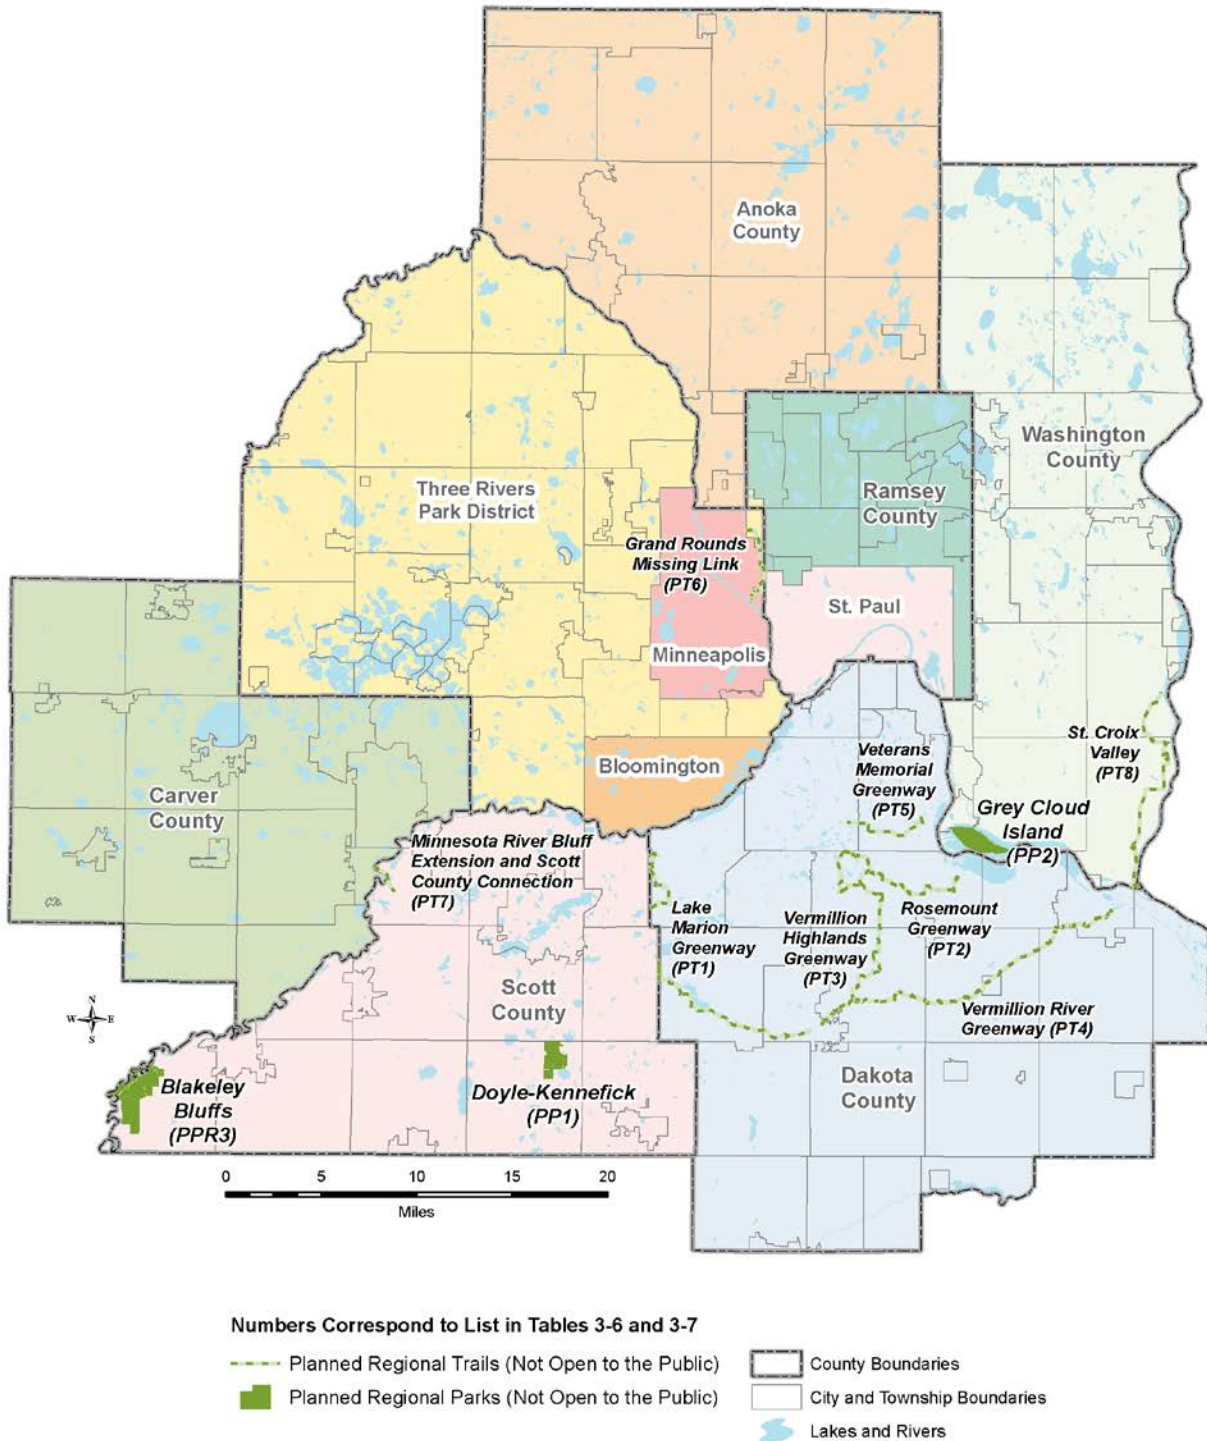 Anoka
County
Washington
County
Three Rivers
Park District
Ramsey
County
Grand Rounds
Missing Link
(PT6)
St. Paul
Minneapolis
St. Croix
Valley
(PT8)
Veterans
Memorial
Greenway
(PT5)
Bloomington
Carver
County
Grey Cloud
Island
(PP2)
Minnesota River Bluff
Extension and Scott
County Connection
(PT7)
Lake
Marion
Greenway
(PT1)
Vermillion
Highlands
Greenway
(PT3)
Rosemount
Greenway
(PT2)
Scott
County
N
W E
S
Vermillion River
Greenway (PT4)
Blakeley
Bluffs
(PPR3)
Doyle-Kennefick
(PP1)
Dakota
County
0 5 10 15 20
Miles
Numbers Correspond to List in Tables 3-6 and 3-7
Planned Regional Trails (Not Open to the Public)
Planned Regional Parks (Not Open to the Public)
County Boundaries
City and Township Boundaries
Lakes and Rivers